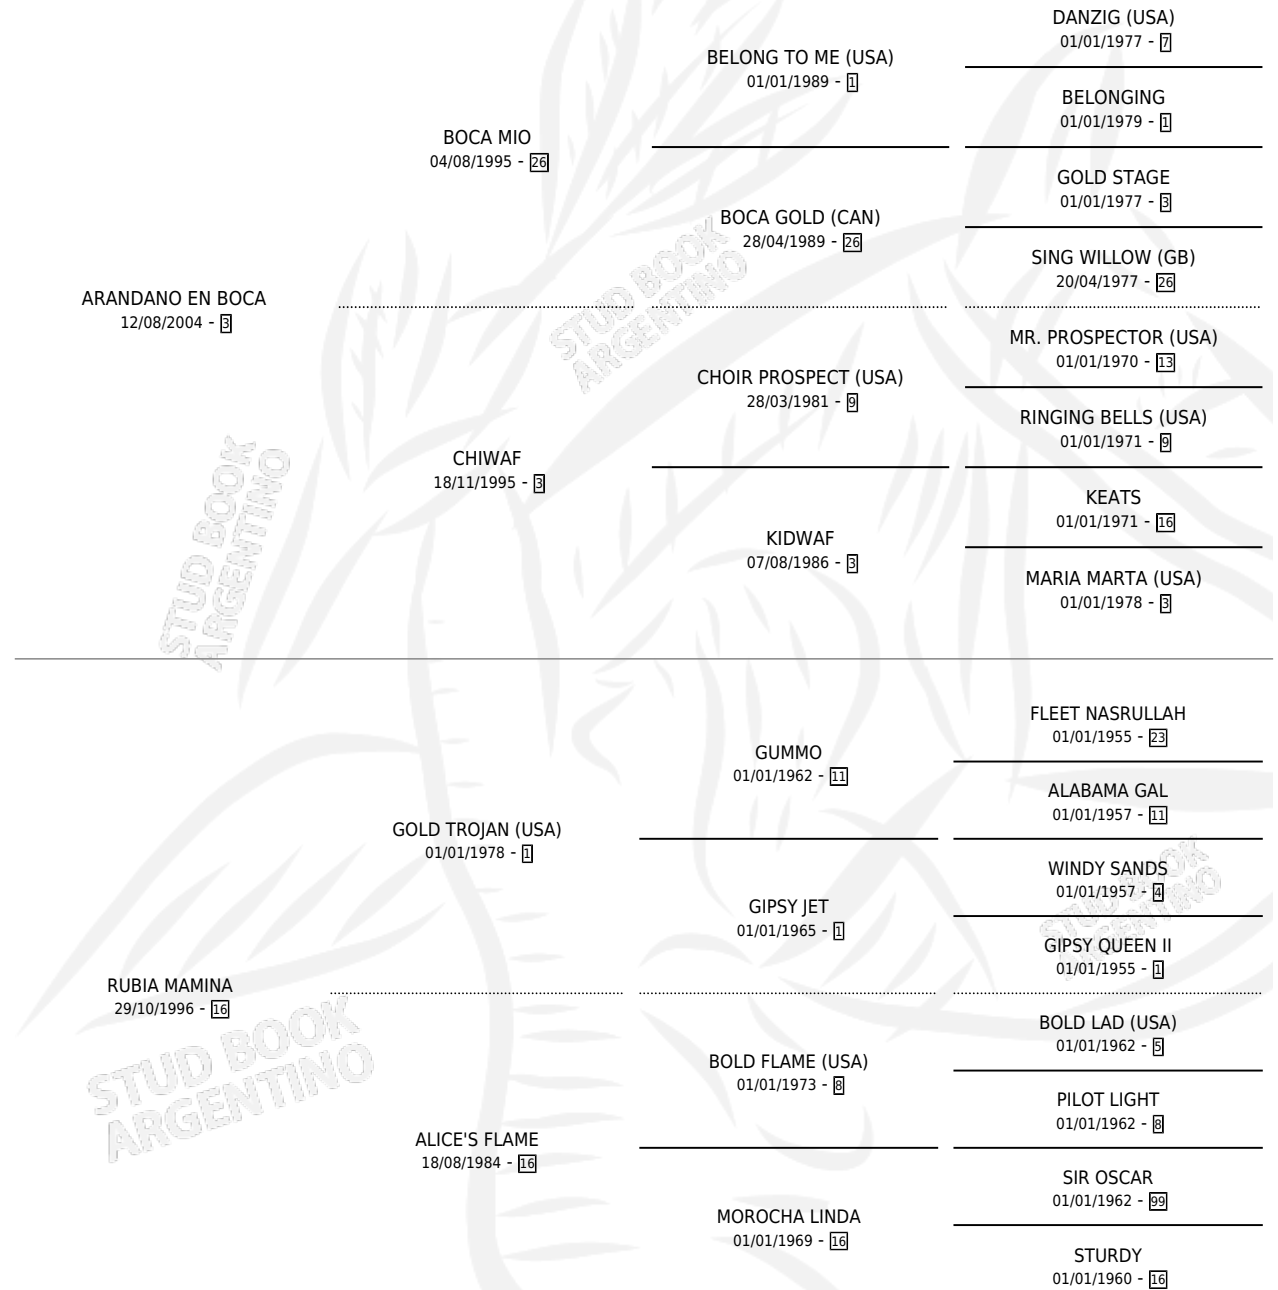 DANZIG (USA)
01/01/1977 - 7
BELONG TO ME (USA)
01/01/1989 - 1
BELONGING
01/01/1979 - 1
BOCA MIO
04/08/1995 - 26
GOLD STAGE
01/01/1977 - 3
BOCA GOLD (CAN)
28/04/1989 - 26
SING WILLOW (GB)
20/04/1977 - 26
ARANDANO EN BOCA
12/08/2004 - 3
MR. PROSPECTOR (USA)
01/01/1970 - 13
CHOIR PROSPECT (USA)
28/03/1981 - 9
RINGING BELLS (USA)
01/01/1971 - 9
CHIWAF
18/11/1995 - 3
KEATS
01/01/1971 - 16
KIDWAF
07/08/1986 - 3
MARIA MARTA (USA)
01/01/1978 - 3
STUD BOOK
ARGENTINO
STUD BOOK
ARGENTINO
FLEET NASRULLAH
01/01/1955 - 23
GUMMO
01/01/1962 - 11
ALABAMA GAL
01/01/1957 - 11
GOLD TROJAN (USA)
01/01/1978 - 1
WINDY SANDS
01/01/1957 - 4
GIPSY JET
01/01/1965 - 1
GIPSY QUEEN II
01/01/1955 - 1
RUBIA MAMINA
29/10/1996 - 16
BOLD LAD (USA)
01/01/1962 - 5
BOLD FLAME (USA)
01/01/1973 - 8
PILOT LIGHT
01/01/1962 - 8
ALICE'S FLAME
18/08/1984 - 16
SIR OSCAR
01/01/1962 - 99
MOROCHA LINDA
01/01/1969 - 16
STURDY
01/01/1960 - 16
STUD BOOK
ARGENTINO
STUD BOOK
ARGENTINO